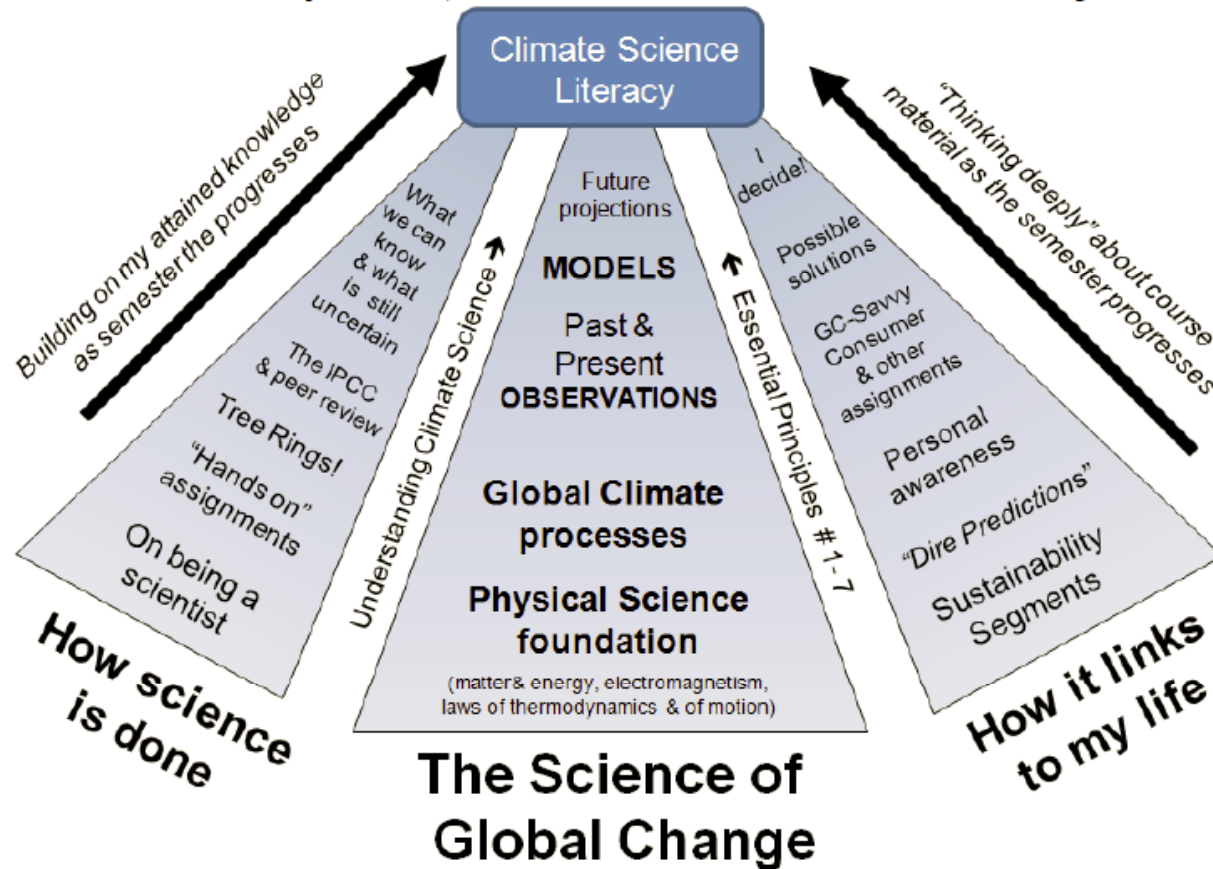 Climate Science
Literacy
Building on my attained knowledge
as semester the progresses
"Thinking deeply" about course
material as the semester progresses
What
we can
know
& what
is still
uncertain
The IPCC
& peer review
Tree Rings!
"Hands on"
assignments
On being a
scientist
How science
is done
Understanding Climate Science →
Future
projections
MODELS
Past &
Present
OBSERVATIONS
Global Climate
processes
Physical Science
foundation
(matter& energy, electromagnetism,
laws of thermodynamics & of motion)
The Science of
Global Change
← Essential Principles # 1 - 7
I
decide!
Possible
solutions
GC-Savvy
Consumer
& other
assignments
Personal
awareness
"Dire Predictions"
Sustainability
Segments
How it links
to my life